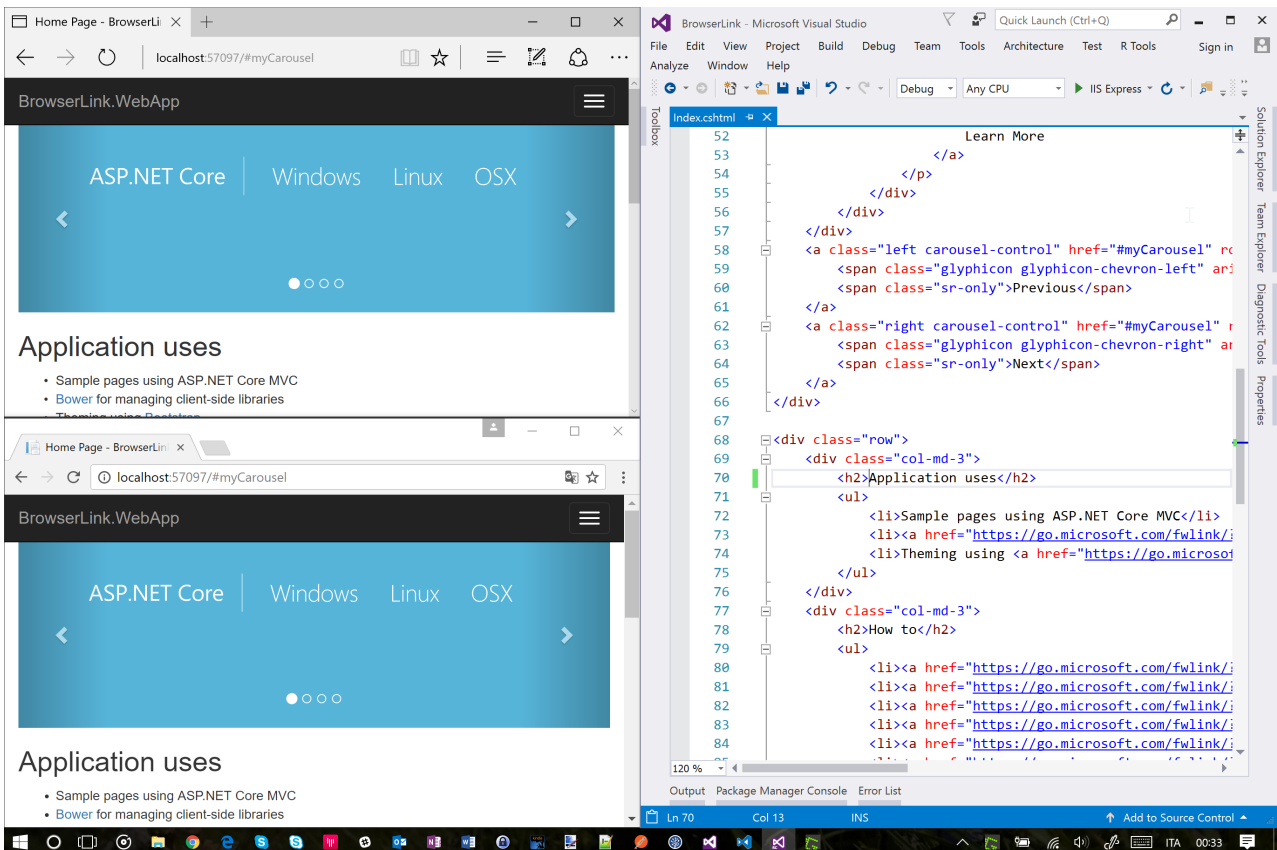 Home Page - BrowserLi
localhost:57097/#myCarousel
BrowserLink.WebApp
ASP.NET Core Windows Linux OSX
Application uses
• Sample pages using ASP.NET Core MVC
• Bower for managing client-side libraries
• Theming using Bootstrap
Home Page - BrowserLin
localhost:57097/#myCarousel
BrowserLink.WebApp
ASP.NET Core Windows Linux OSX
Application uses
• Sample pages using ASP.NET Core MVC
• Bower for managing client-side libraries
BrowserLink - Microsoft Visual Studio
Quick Launch (Ctrl+Q)
File Edit View Project Build Debug Team Tools Architecture Test R Tools Sign in
Analyze Window Help
Debug Any CPU IIS Express
Toolbox
Index.cshtml
52 Learn More
53 </a>
54 </p>
55 </div>
56 </div>
57 </div>
58 <a class="left carousel-control" href="#myCarousel" ro
59 <span class="glyphicon glyphicon-chevron-left" ari
60 <span class="sr-only">Previous</span>
61 </a>
62 <a class="right carousel-control" href="#myCarousel" r
63 <span class="glyphicon glyphicon-chevron-right" ar
64 <span class="sr-only">Next</span>
65 </a>
66 </div>
67
68 <div class="row">
69 <div class="col-md-3">
70 <h2>Application uses</h2>
71 <ul>
72 <li>Sample pages using ASP.NET Core MVC</li>
73 <li><a href="https://go.microsoft.com/fwlink/?
74 <li>Theming using <a href="https://go.microsof
75 </ul>
76 </div>
77 <div class="col-md-3">
78 <h2>How to</h2>
79 <ul>
80 <li><a href="https://go.microsoft.com/fwlink/?
81 <li><a href="https://go.microsoft.com/fwlink/?
82 <li><a href="https://go.microsoft.com/fwlink/?
83 <li><a href="https://go.microsoft.com/fwlink/?
84 <li><a href="https://go.microsoft.com/fwlink/?
Solution Explorer
Team Explorer
Diagnostic Tools
Properties
120 %
Output Package Manager Console Error List
Ln 70 Col 13 INS Add to Source Control
ITA 00:33